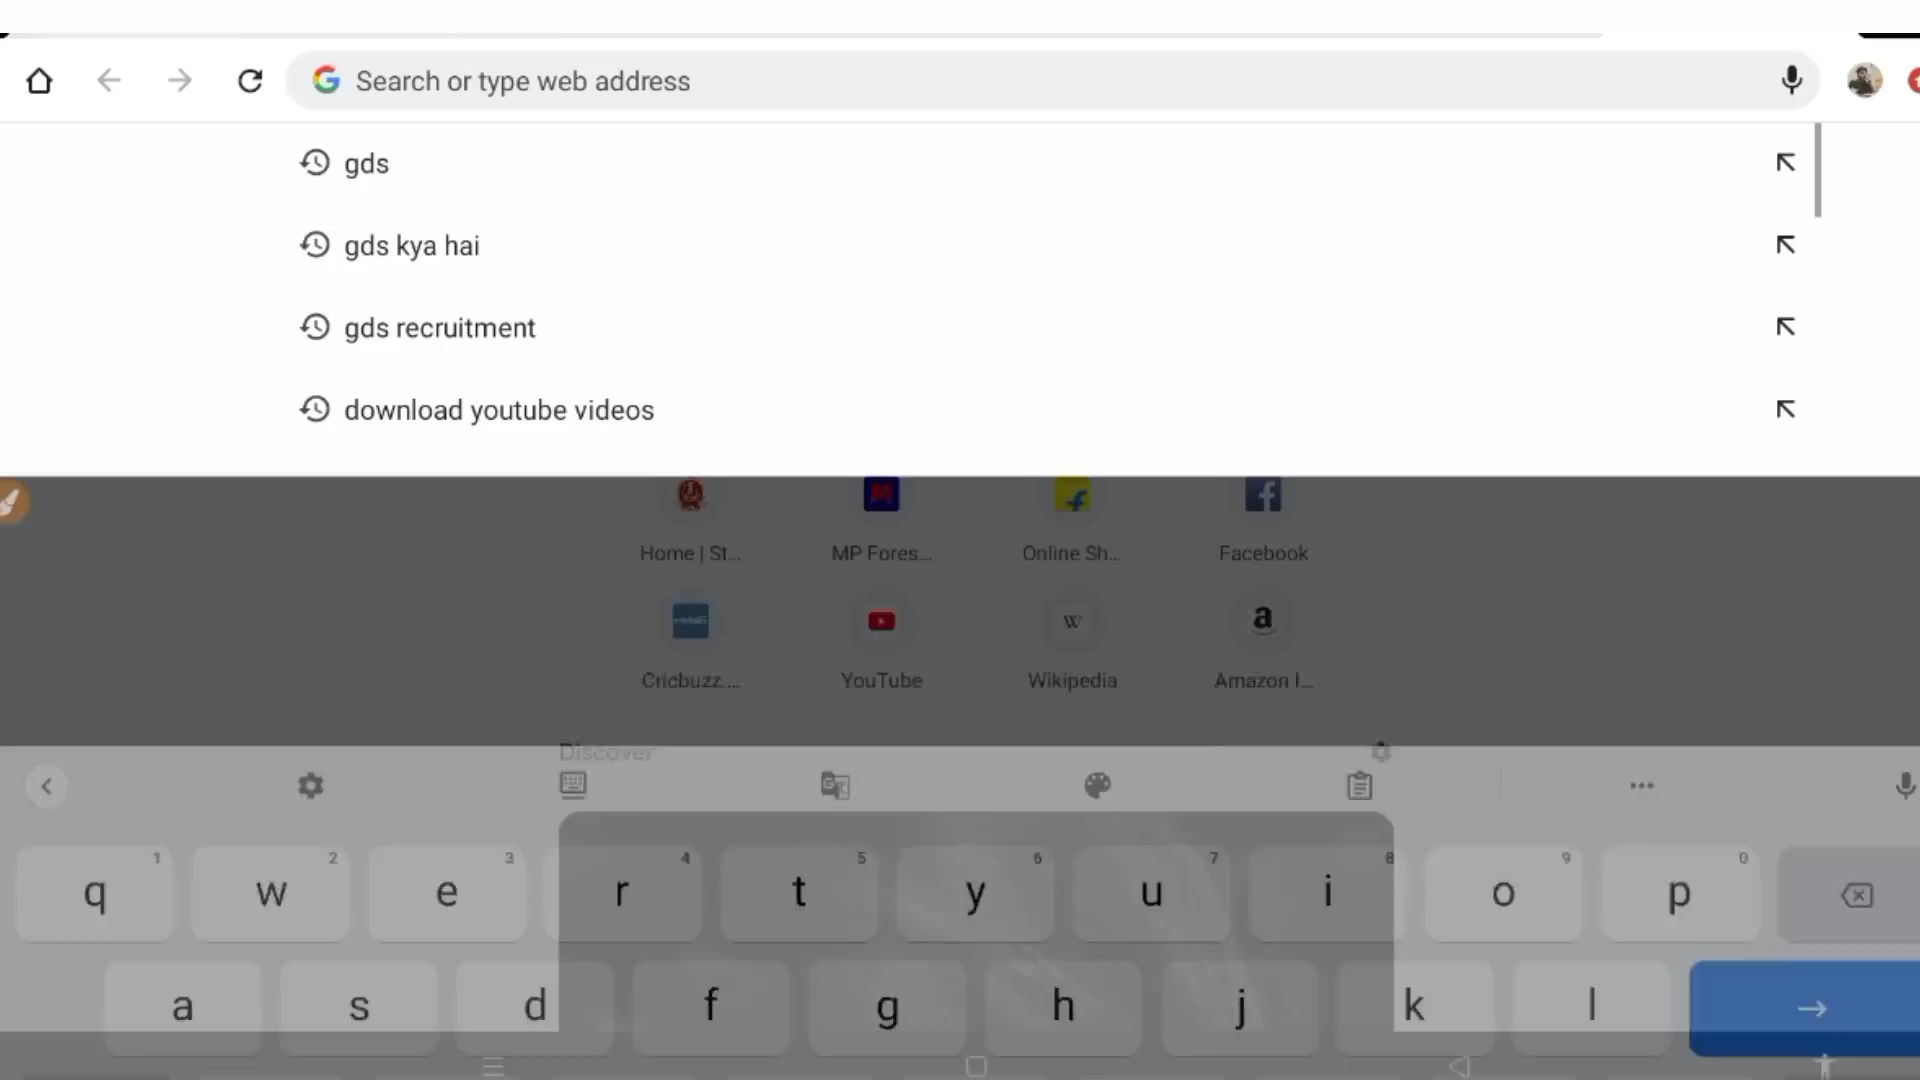 Search or type web address
gds
gds kya hai
gds recruitment
download youtube videos
Home | St...
MP Fores...
Online Sh...
Facebook
Cricbuzz....
YouTube
Wikipedia
Amazon I...
Discover
q 1 w 2 e 3 r 4 t 5 y 6 u 7 i 8 o 9 p 0
a s d f g h j k l